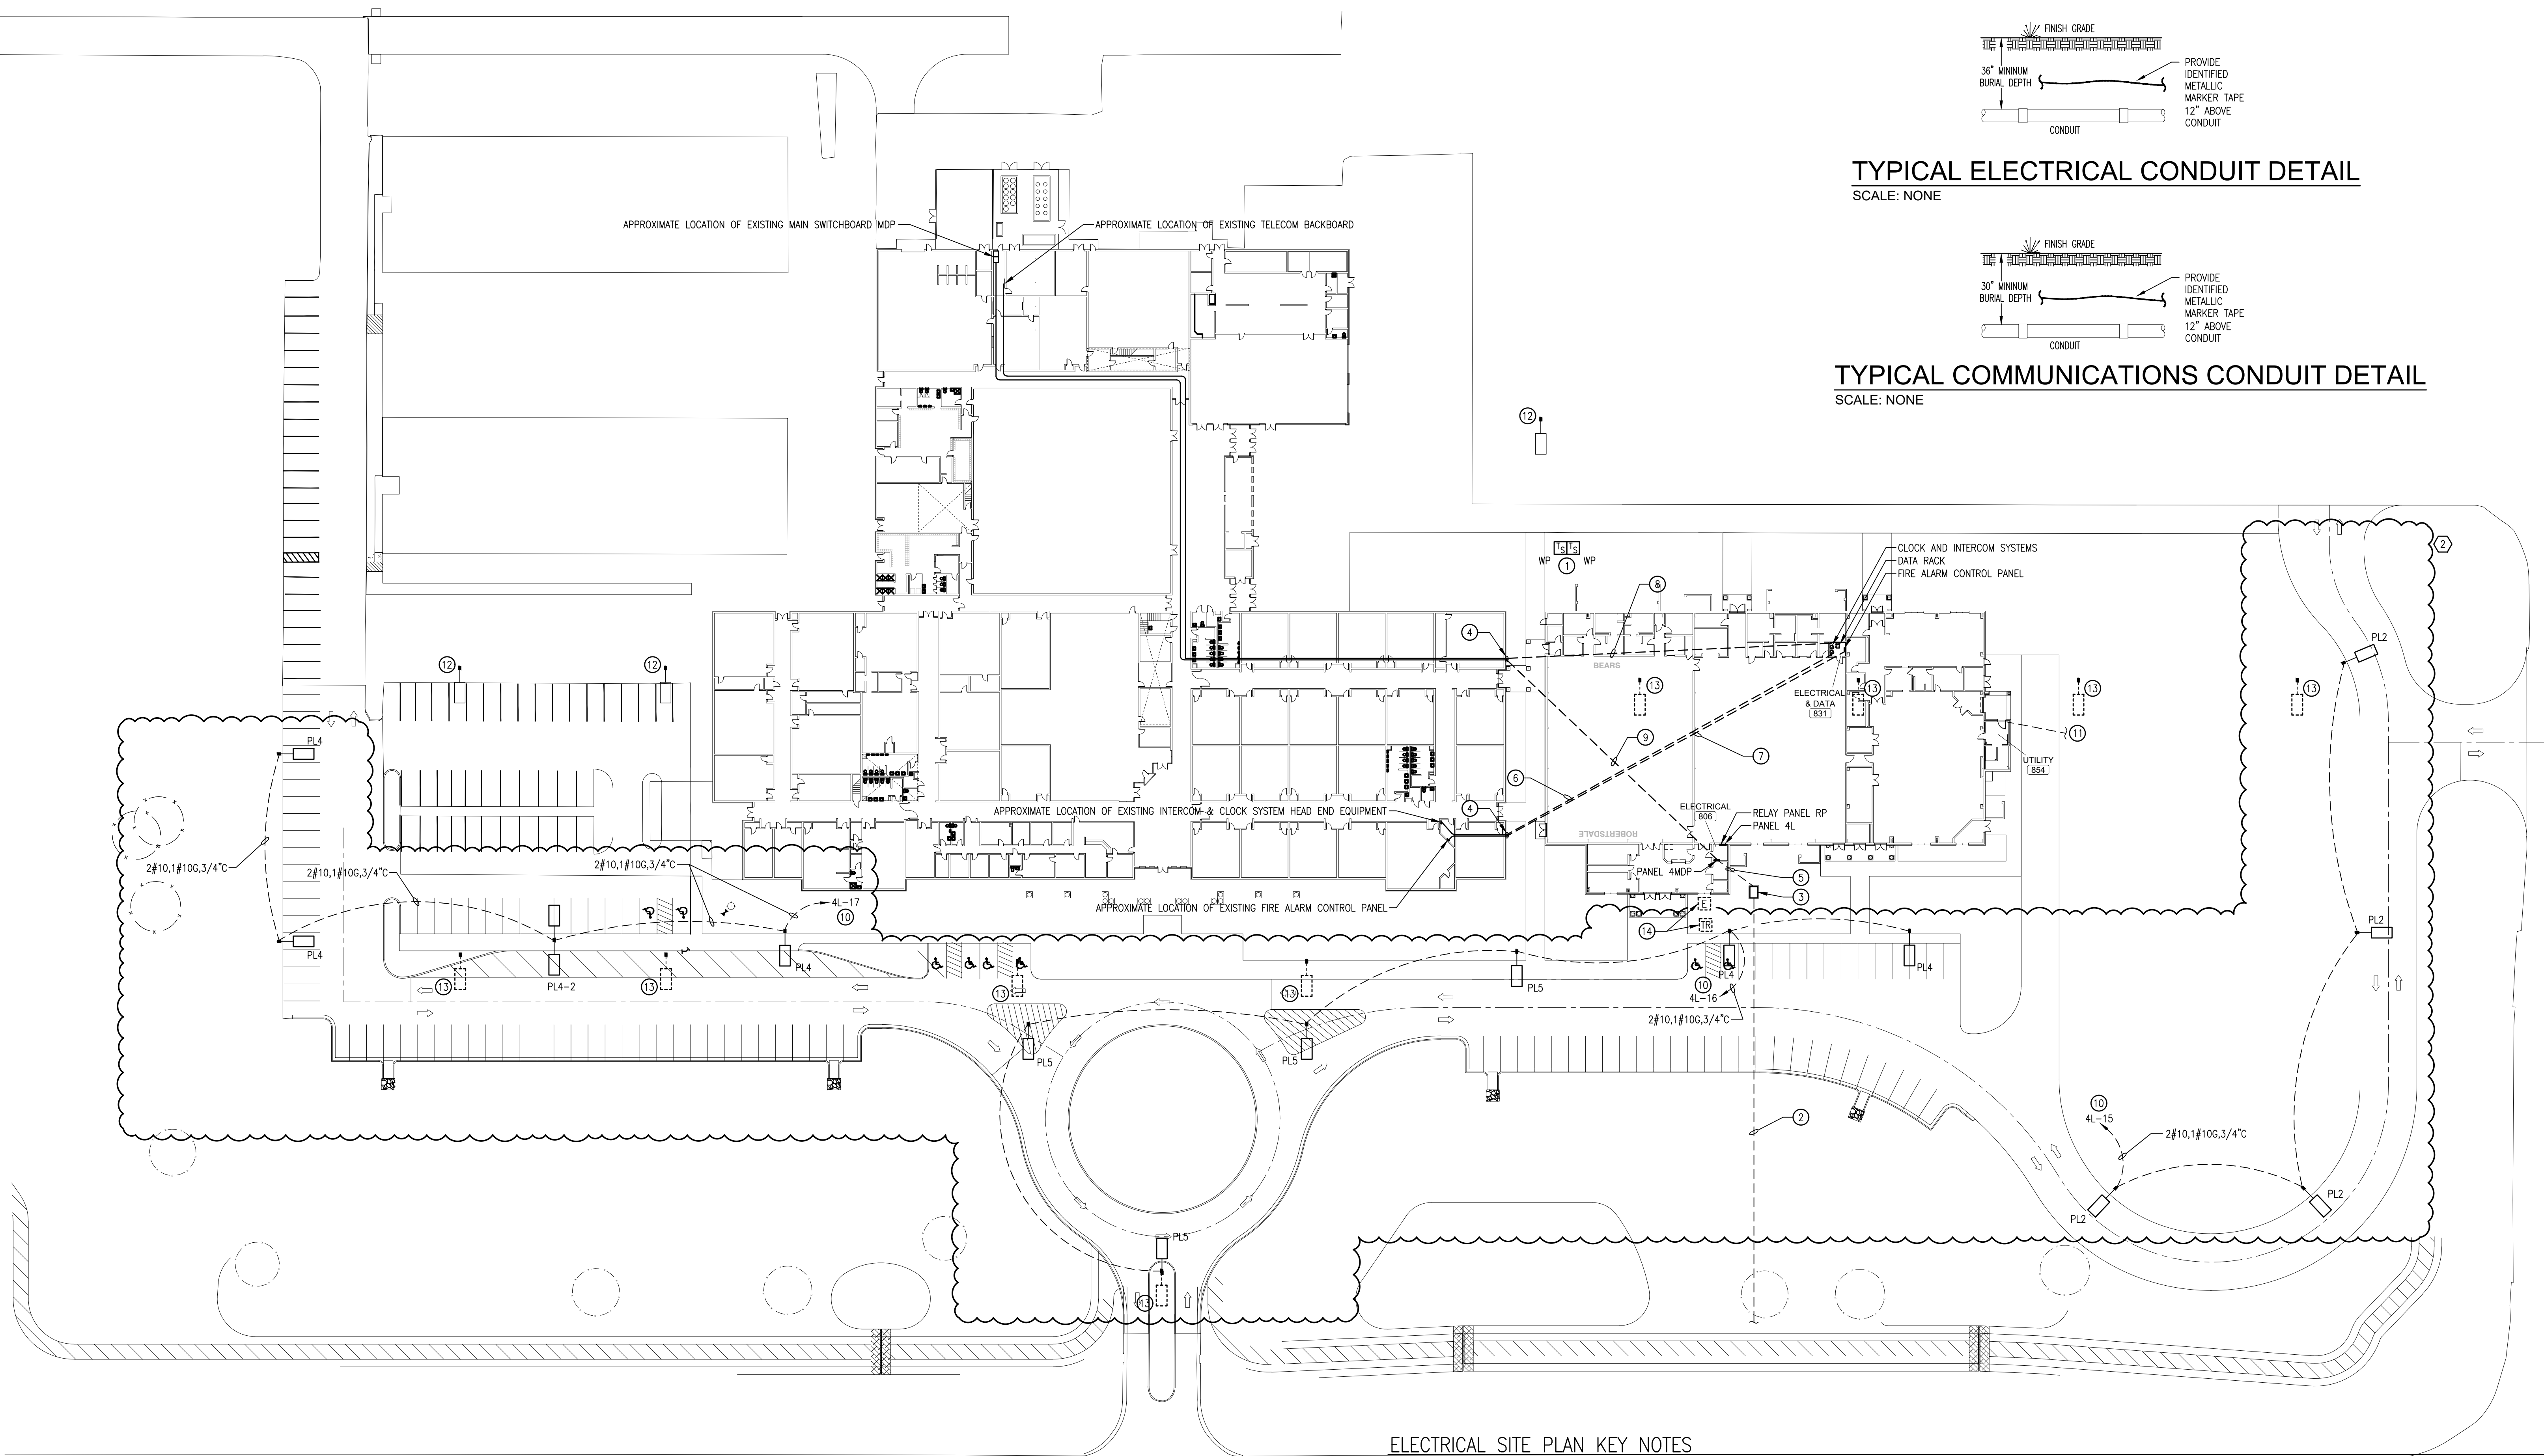 FINISH GRADE
36" MININUM
BURIAL DEPTH
PROVIDE
IDENTIFIED
METALLIC
MARKER TAPE
12" ABOVE
CONDUIT
CONDUIT
TYPICAL ELECTRICAL CONDUIT DETAIL
SCALE: NONE
FINISH GRADE
30" MININUM
BURIAL DEPTH
PROVIDE
IDENTIFIED
METALLIC
MARKER TAPE
12" ABOVE
CONDUIT
CONDUIT
TYPICAL COMMUNICATIONS CONDUIT DETAIL
SCALE: NONE
APPROXIMATE LOCATION OF EXISTING MAIN SWITCHBOARD MDP
APPROXIMATE LOCATION OF EXISTING TELECOM BACKBOARD
12
2
TS TS
WP 1 WP
CLOCK AND INTERCOM SYSTEMS
DATA RACK
FIRE ALARM CONTROL PANEL
8
4
BEARS
PL2
12
12
13
13
13
13
ELECTRICAL
& DATA
831
11
UTILITY
854
PL4
9
7
6
4
APPROXIMATE LOCATION OF EXISTING INTERCOM & CLOCK SYSTEM HEAD END EQUIPMENT
ELECTRICAL
806
RELAY PANEL RP
PANEL 4L
ROBERTSDALE
2#10,1#10G,3/4"C
2#10,1#10G,3/4"C
2#10,1#10G,3/4"C
PANEL 4MDP
5
3
4L-17
10
APPROXIMATE LOCATION OF EXISTING FIRE ALARM CONTROL PANEL
E
TR
14
PL2
PL4
PL4-2
PL4
13
13
13
13
PL5
PL4
PL4
10
4L-16
2#10,1#10G,3/4"C
PL5
PL5
2
10
4L-15
2#10,1#10G,3/4"C
PL2
PL2
PL5
13
ELECTRICAL SITE PLAN KEY NOTES